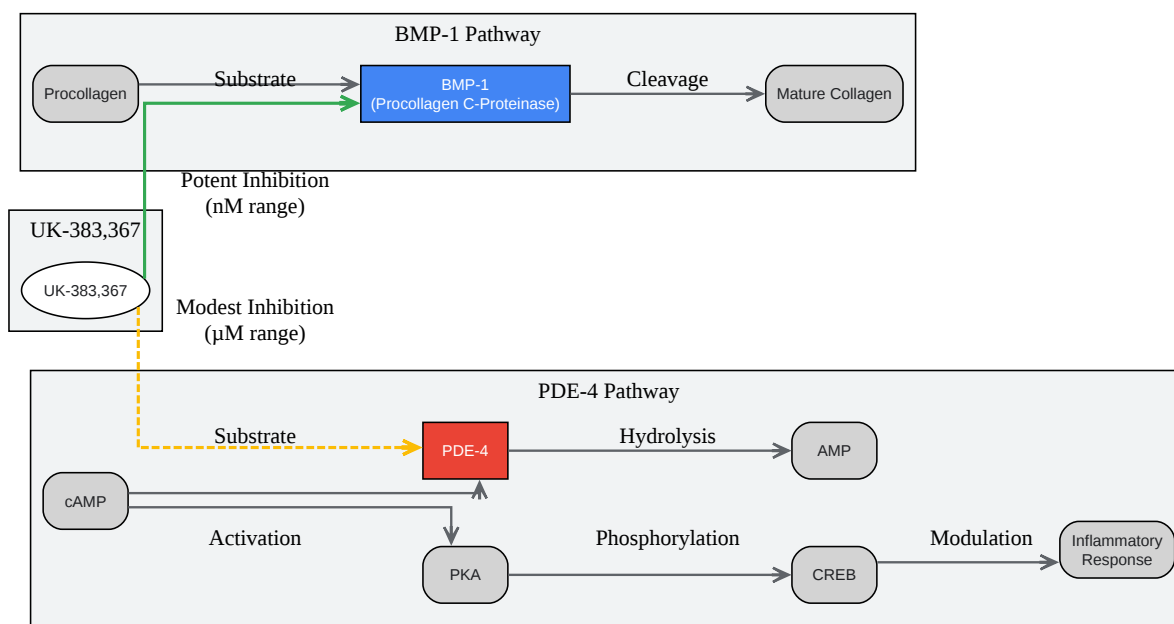 BMP-1 Pathway
Procollagen
Substrate
BMP-1
(Procollagen C-Proteinase)
Cleavage
Mature Collagen
Potent Inhibition
(nM range)
UK-383,367
UK-383,367
Modest Inhibition
(µM range)
PDE-4 Pathway
Substrate
PDE-4
Hydrolysis
AMP
cAMP
Activation
PKA
Phosphorylation
CREB
Modulation
Inflammatory
Response